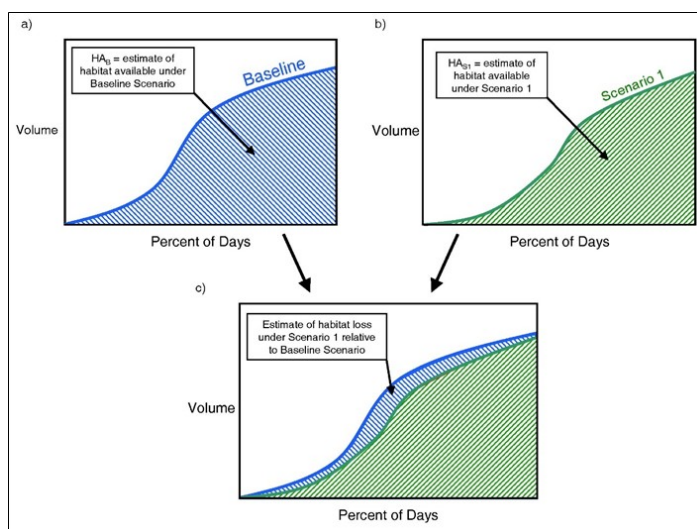 a)
HA_B = estimate of
habitat available under
Baseline Scenario
Baseline
Volume
Percent of Days
b)
HA_S1 = estimate of
habitat available
under Scenario 1
Scenario 1
Volume
Percent of Days
c)
Estimate of habitat loss
under Scenario 1 relative
to Baseline Scenario
Volume
Percent of Days